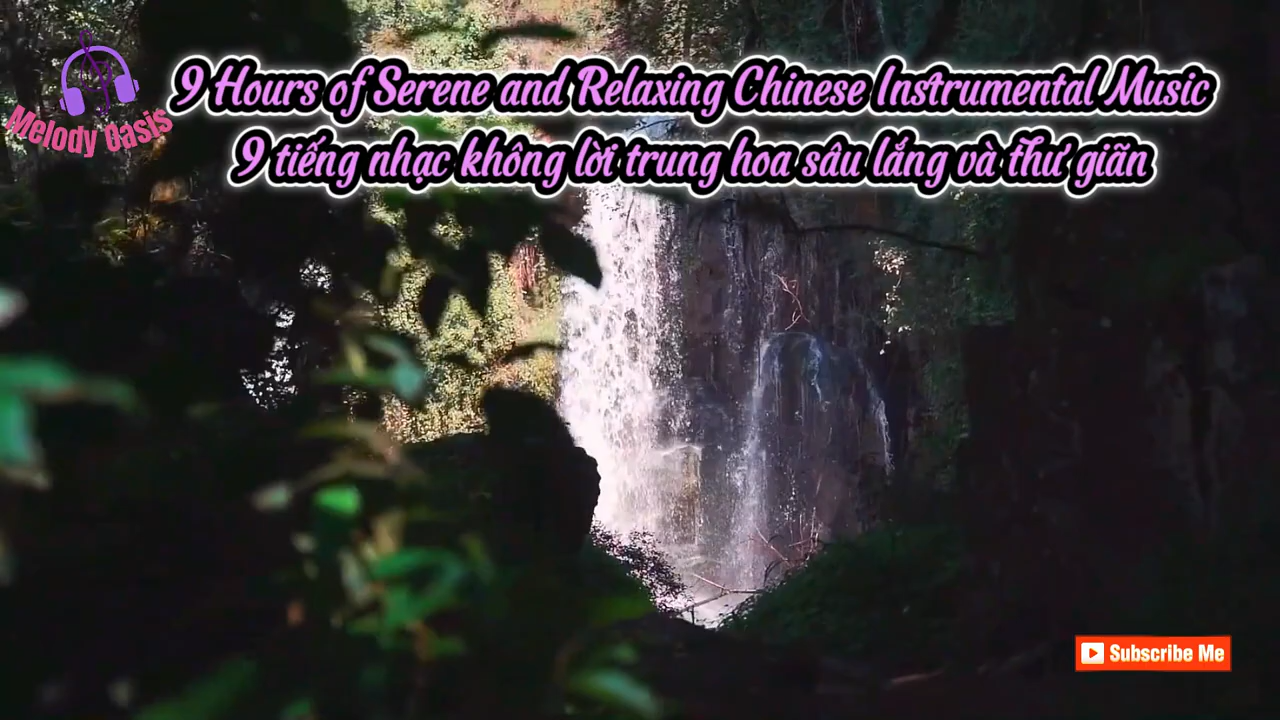 Melody Oasis
9 Hours of Serene and Relaxing Chinese Instrumental Music
9 tiếng nhạc không lời trung hoa sâu lắng và thư giãn
Subscribe Me